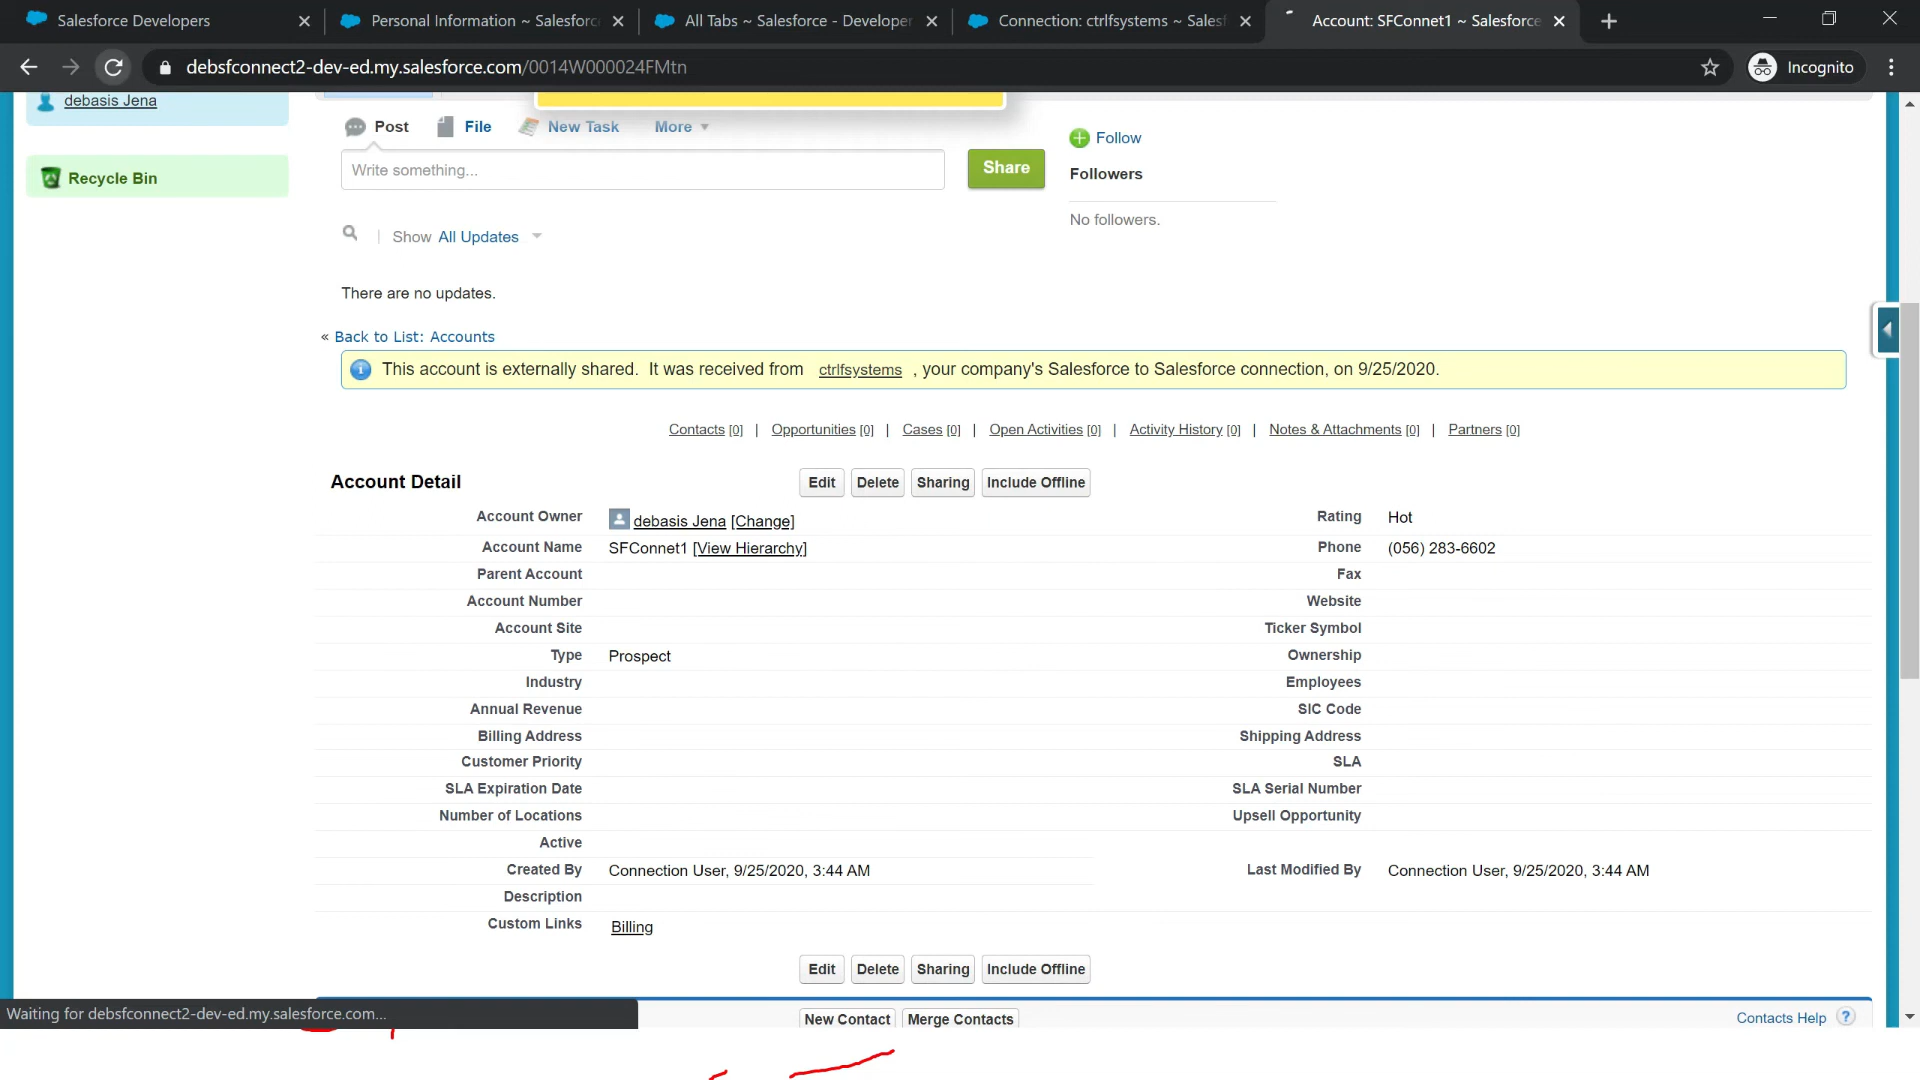 Salesforce Developers
Personal Information ~ Salesforc
All Tabs ~ Salesforce - Developer
Connection: ctrlfsystems ~ Salesf
Account: SFConnet1 ~ Salesforce
debsfconnect2-dev-ed.my.salesforce.com/0014W000024FMtn
Incognito
debasis Jena
Recycle Bin
Post
File
New Task
More
Write something...
Share
Follow
Followers
No followers.
Show All Updates
There are no updates.
« Back to List: Accounts
This account is externally shared. It was received from ctrlfsystems , your company's Salesforce to Salesforce connection, on 9/25/2020.
Contacts [0] | Opportunities [0] | Cases [0] | Open Activities [0] | Activity History [0] | Notes & Attachments [0] | Partners [0]
Account Detail
Edit Delete Sharing Include Offline
Account Owner debasis Jena [Change] Rating Hot
Account Name SFConnet1 [View Hierarchy] Phone (056) 283-6602
Parent Account Fax
Account Number Website
Account Site Ticker Symbol
Type Prospect Ownership
Industry Employees
Annual Revenue SIC Code
Billing Address Shipping Address
Customer Priority SLA
SLA Expiration Date SLA Serial Number
Number of Locations Upsell Opportunity
Active
Created By Connection User, 9/25/2020, 3:44 AM Last Modified By Connection User, 9/25/2020, 3:44 AM
Description
Custom Links Billing
Edit Delete Sharing Include Offline
Waiting for debsfconnect2-dev-ed.my.salesforce.com...
New Contact Merge Contacts
Contacts Help ?